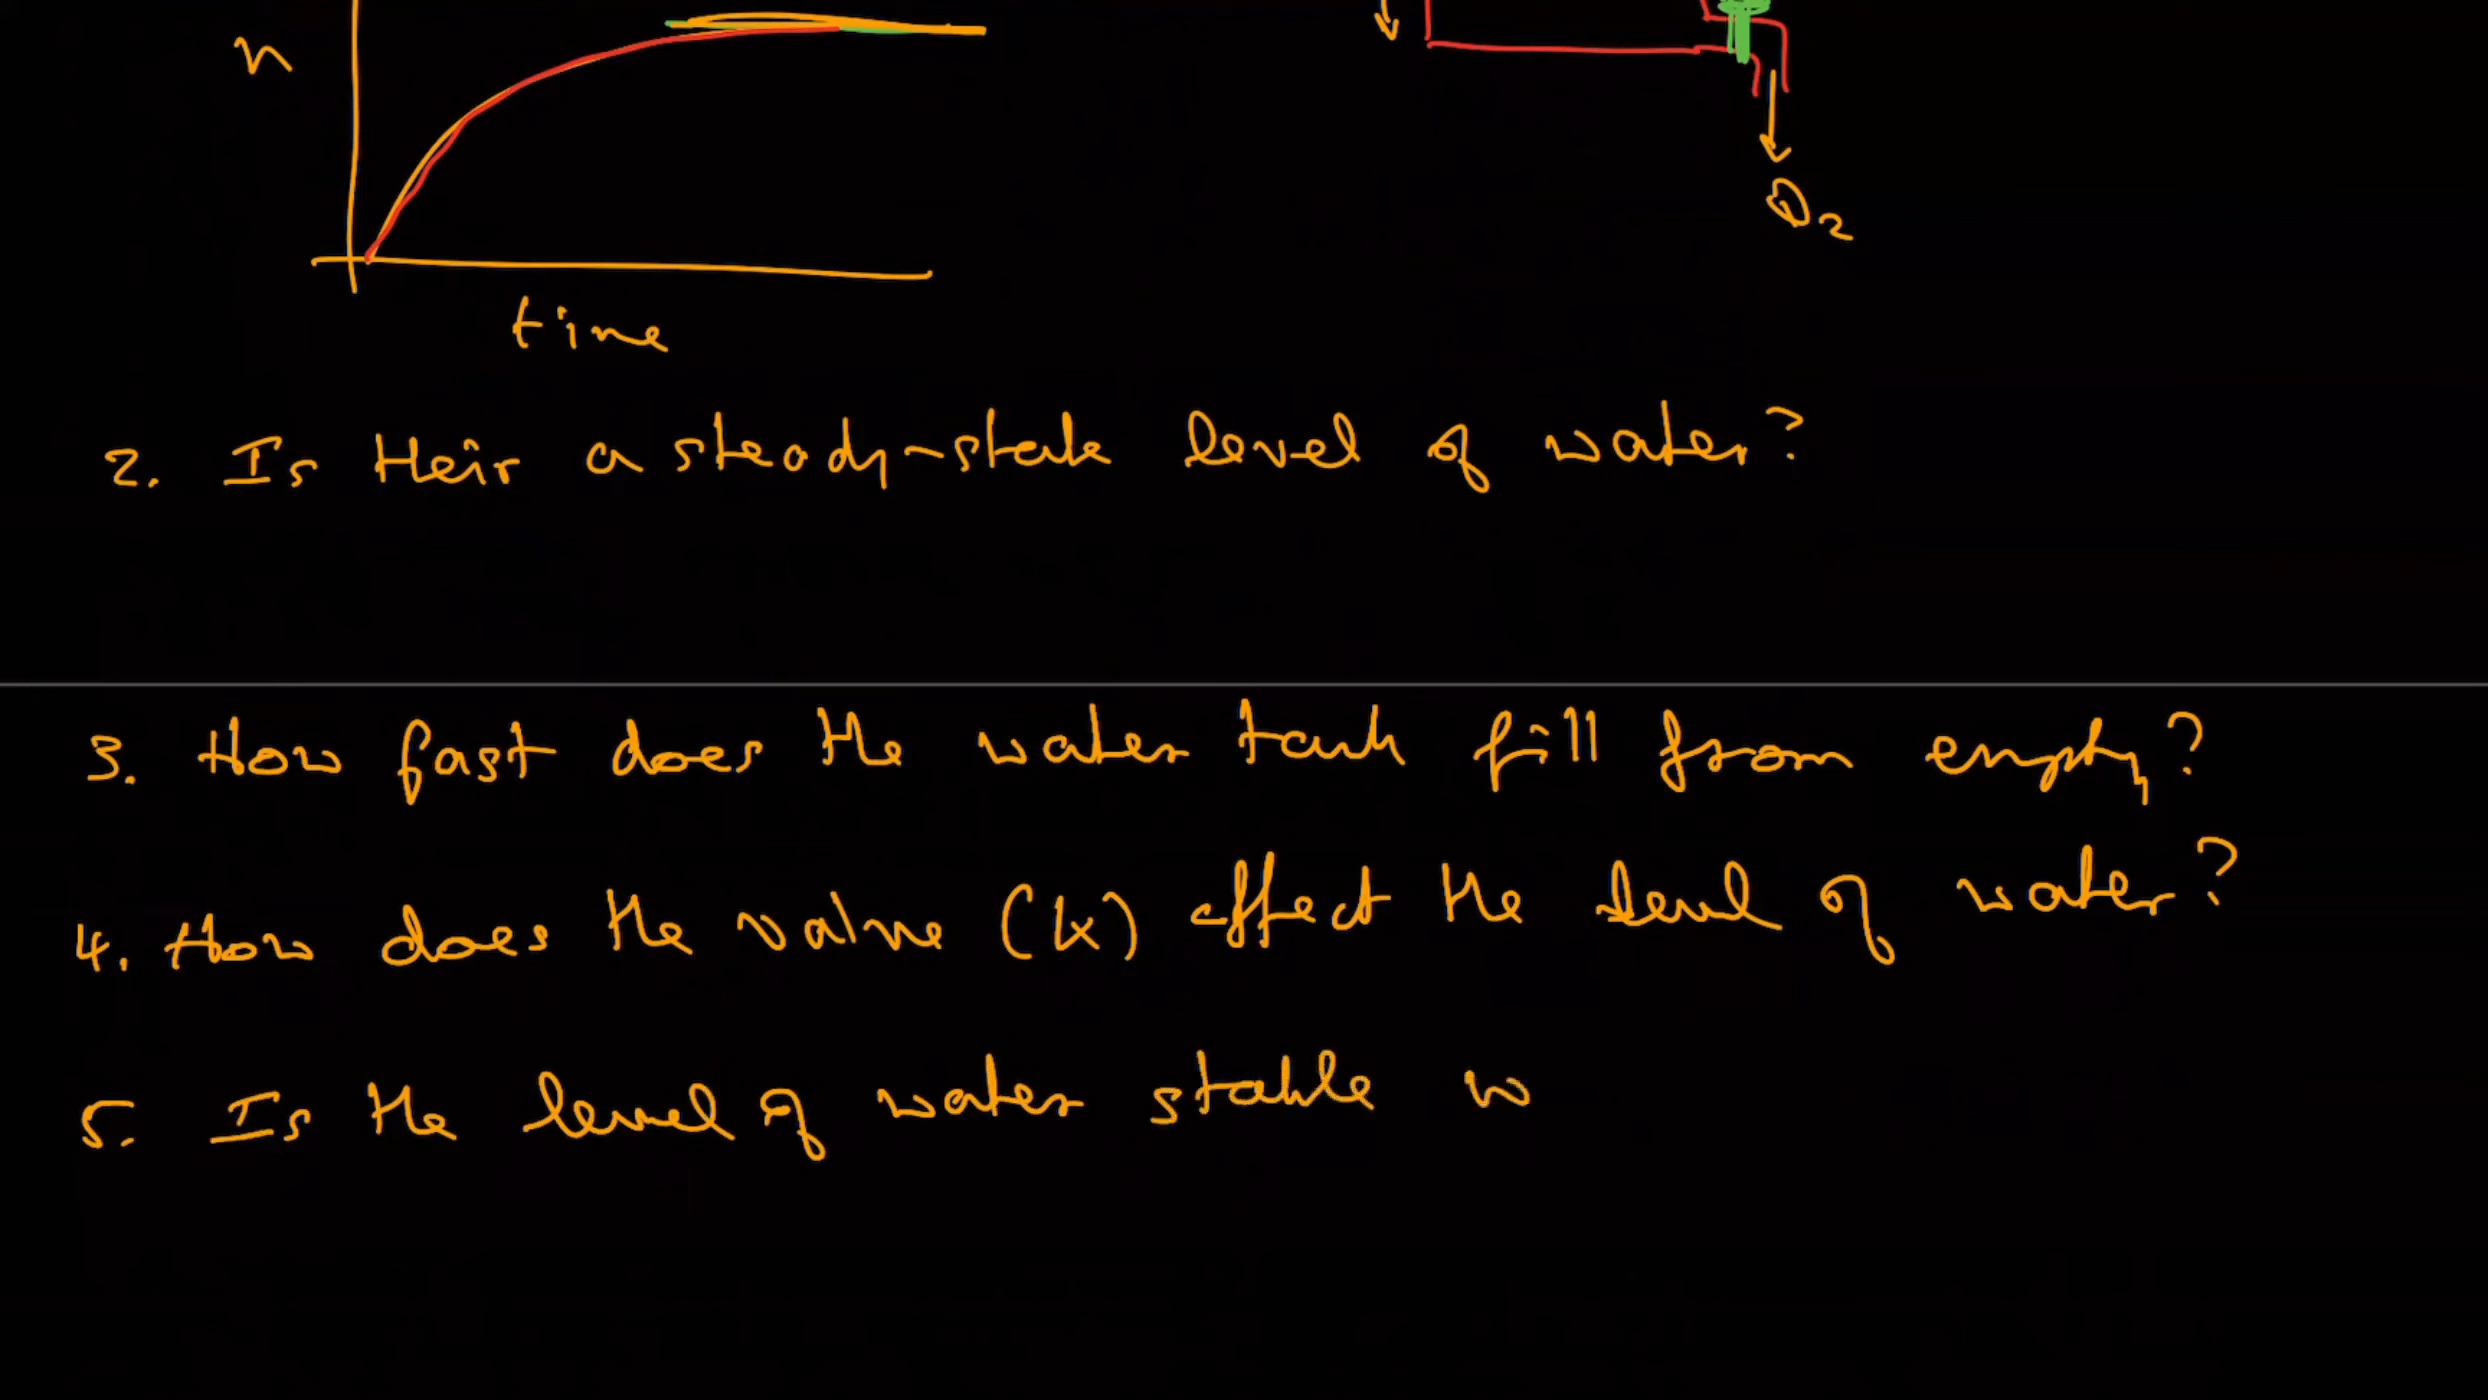 h
Q2
time
2. Is their a steady-state level of water?
3. How fast does the water tank fill from empty?
4. How does the valve (k) affect the level of water?
5. Is the level of water stable w